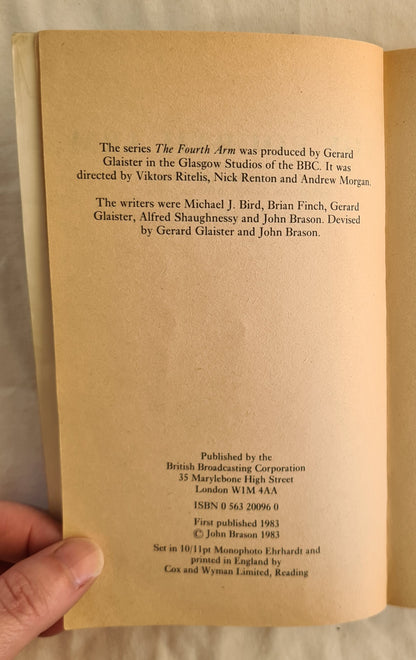 The series The Fourth Arm was produced by Gerard
Glaister in the Glasgow Studios of the BBC. It was
directed by Viktors Ritelis, Nick Renton and Andrew Morgan.
The writers were Michael J. Bird, Brian Finch, Gerard
Glaister, Alfred Shaughnessy and John Brason. Devised
by Gerard Glaister and John Brason.
Published by the
British Broadcasting Corporation
35 Marylebone High Street
London W1M 4AA
ISBN 0 563 20096 0
First published 1983
© John Brason 1983
Set in 10/11pt Monophoto Ehrhardt and
printed in England by
Cox and Wyman Limited, Reading